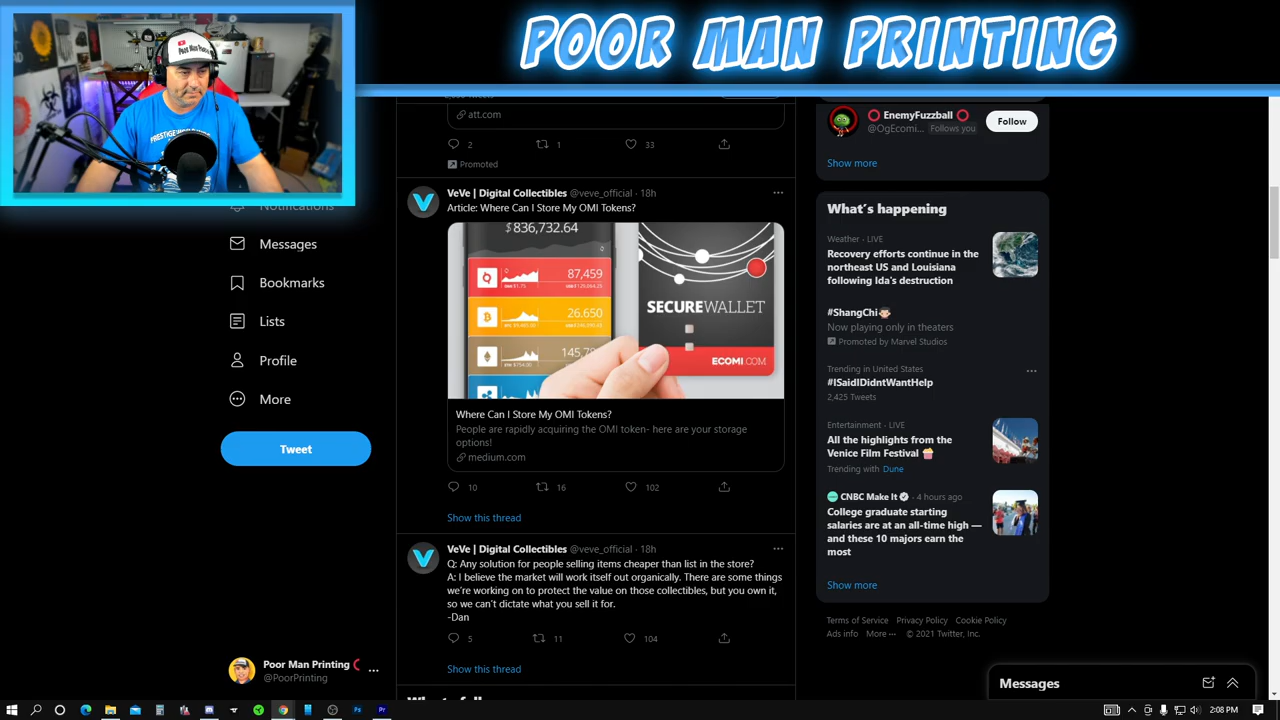 POOR MAN PRINTING
Poor Man Printing
PRESTIGE WORLDWIDE
att.com
2
1
33
Promoted
VeVe | Digital Collectibles @veve_official · 18h
Article: Where Can I Store My OMI Tokens?
$836,732.64
87,459
26.650
145,7
SECUREWALLET
ECOMI.COM
Where Can I Store My OMI Tokens?
People are rapidly acquiring the OMI token- here are your storage
options!
medium.com
10
16
102
Show this thread
VeVe | Digital Collectibles @veve_official · 18h
Q: Any solution for people selling items cheaper than list in the store?
A: I believe the market will work itself out organically. There are some things
we're working on to protect the value on those collectibles, but you own it,
so we can't dictate what you sell it for.
-Dan
5
11
104
Show this thread
Notifications
Messages
Bookmarks
Lists
Profile
More
Tweet
Poor Man Printing
@PoorPrinting
EnemyFuzzball
@OgEcomi... Follows you
Follow
Show more
What's happening
Weather · LIVE
Recovery efforts continue in the
northeast US and Louisiana
following Ida's destruction
#ShangChi
Now playing only in theaters
Promoted by Marvel Studios
Trending in United States
#ISaidIDidntWantHelp
2,425 Tweets
Entertainment · LIVE
All the highlights from the
Venice Film Festival
Trending with Dune
CNBC Make It · 4 hours ago
College graduate starting
salaries are at an all-time high —
and these 10 majors earn the
most
Show more
Terms of Service Privacy Policy Cookie Policy
Ads info More ··· © 2021 Twitter, Inc.
Messages
2:08 PM